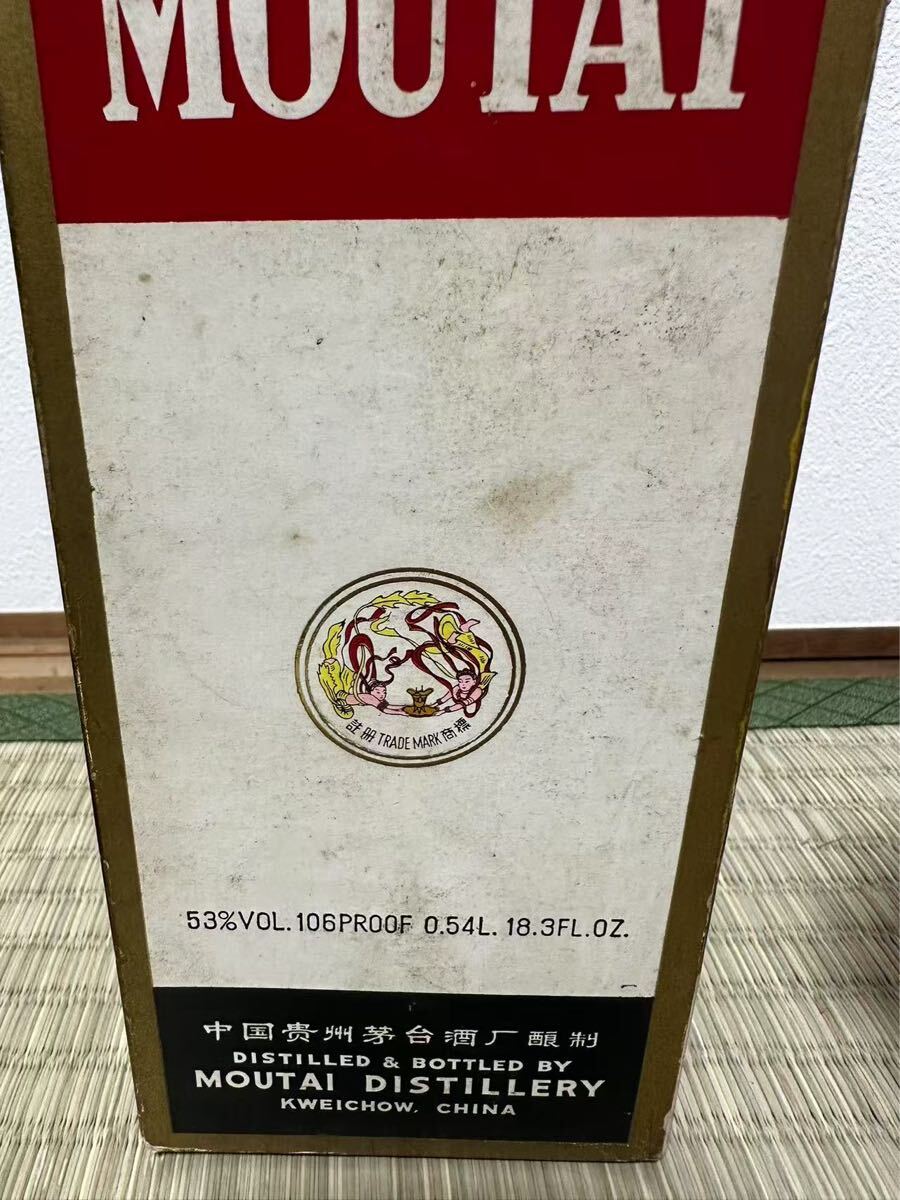 MOUTAI
註册 TRADE MARK 商標
53%VOL. 106PROOF 0.54L. 18.3FL.OZ.
中国贵州茅台酒厂酿制
DISTILLED & BOTTLED BY
MOUTAI DISTILLERY
KWEICHOW, CHINA